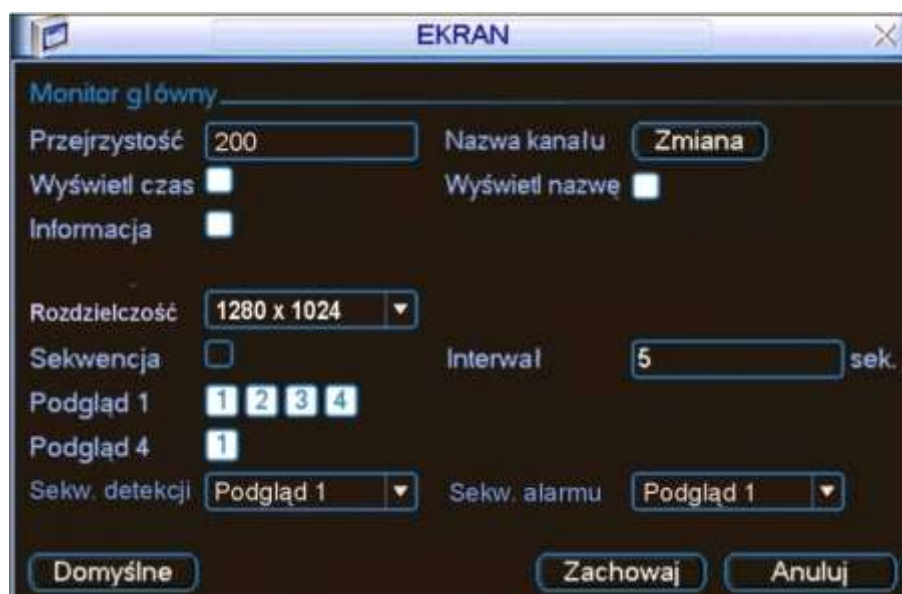 EKRAN
Monitor główny
Przejrzystość 200 Nazwa kanału Zmiana
Wyświetl czas Wyświetl nazwę
Informacja
Rozdzielczość 1280 x 1024
Sekwencja Interwał 5 sek.
Podgląd 1 1 2 3 4
Podgląd 4 1
Sekw. detekcji Podgląd 1 Sekw. alarmu Podgląd 1
Domyślne Zachowaj Anuluj